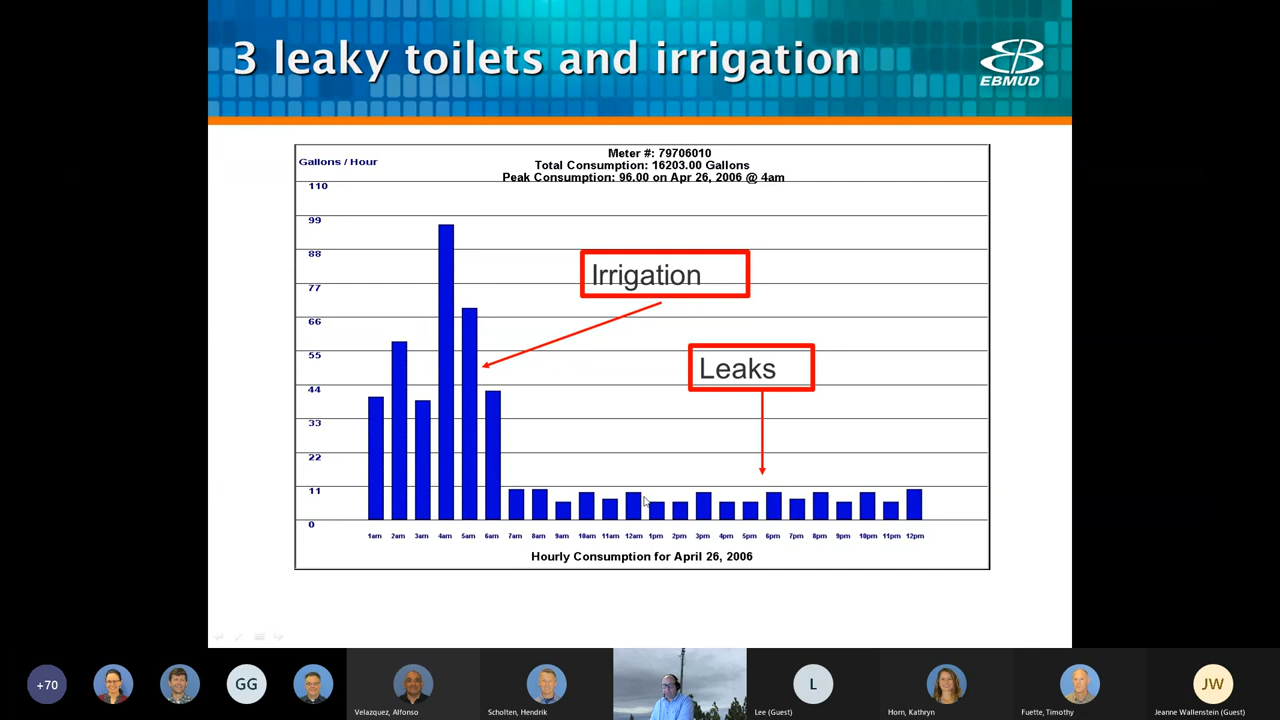 3 leaky toilets and irrigation
EBMUD
Meter #: 79706010
Gallons / Hour
Total Consumption: 16203.00 Gallons
Peak Consumption: 96.00 on Apr 26, 2006 @ 4am
110
99
88
77
66
55
44
33
22
11
0
Irrigation
Leaks
1am 2am 3am 4am 5am 6am 7am 8am 9am 10am 11am 12am 1pm 2pm 3pm 4pm 5pm 6pm 7pm 8pm 9pm 10pm 11pm 12pm
Hourly Consumption for April 26, 2006
+70
GG
L
JW
Velazquez, Alfonso
Scholten, Hendrik
Lee (Guest)
Horn, Kathryn
Fuette, Timothy
Jeanne Wallenstein (Guest)